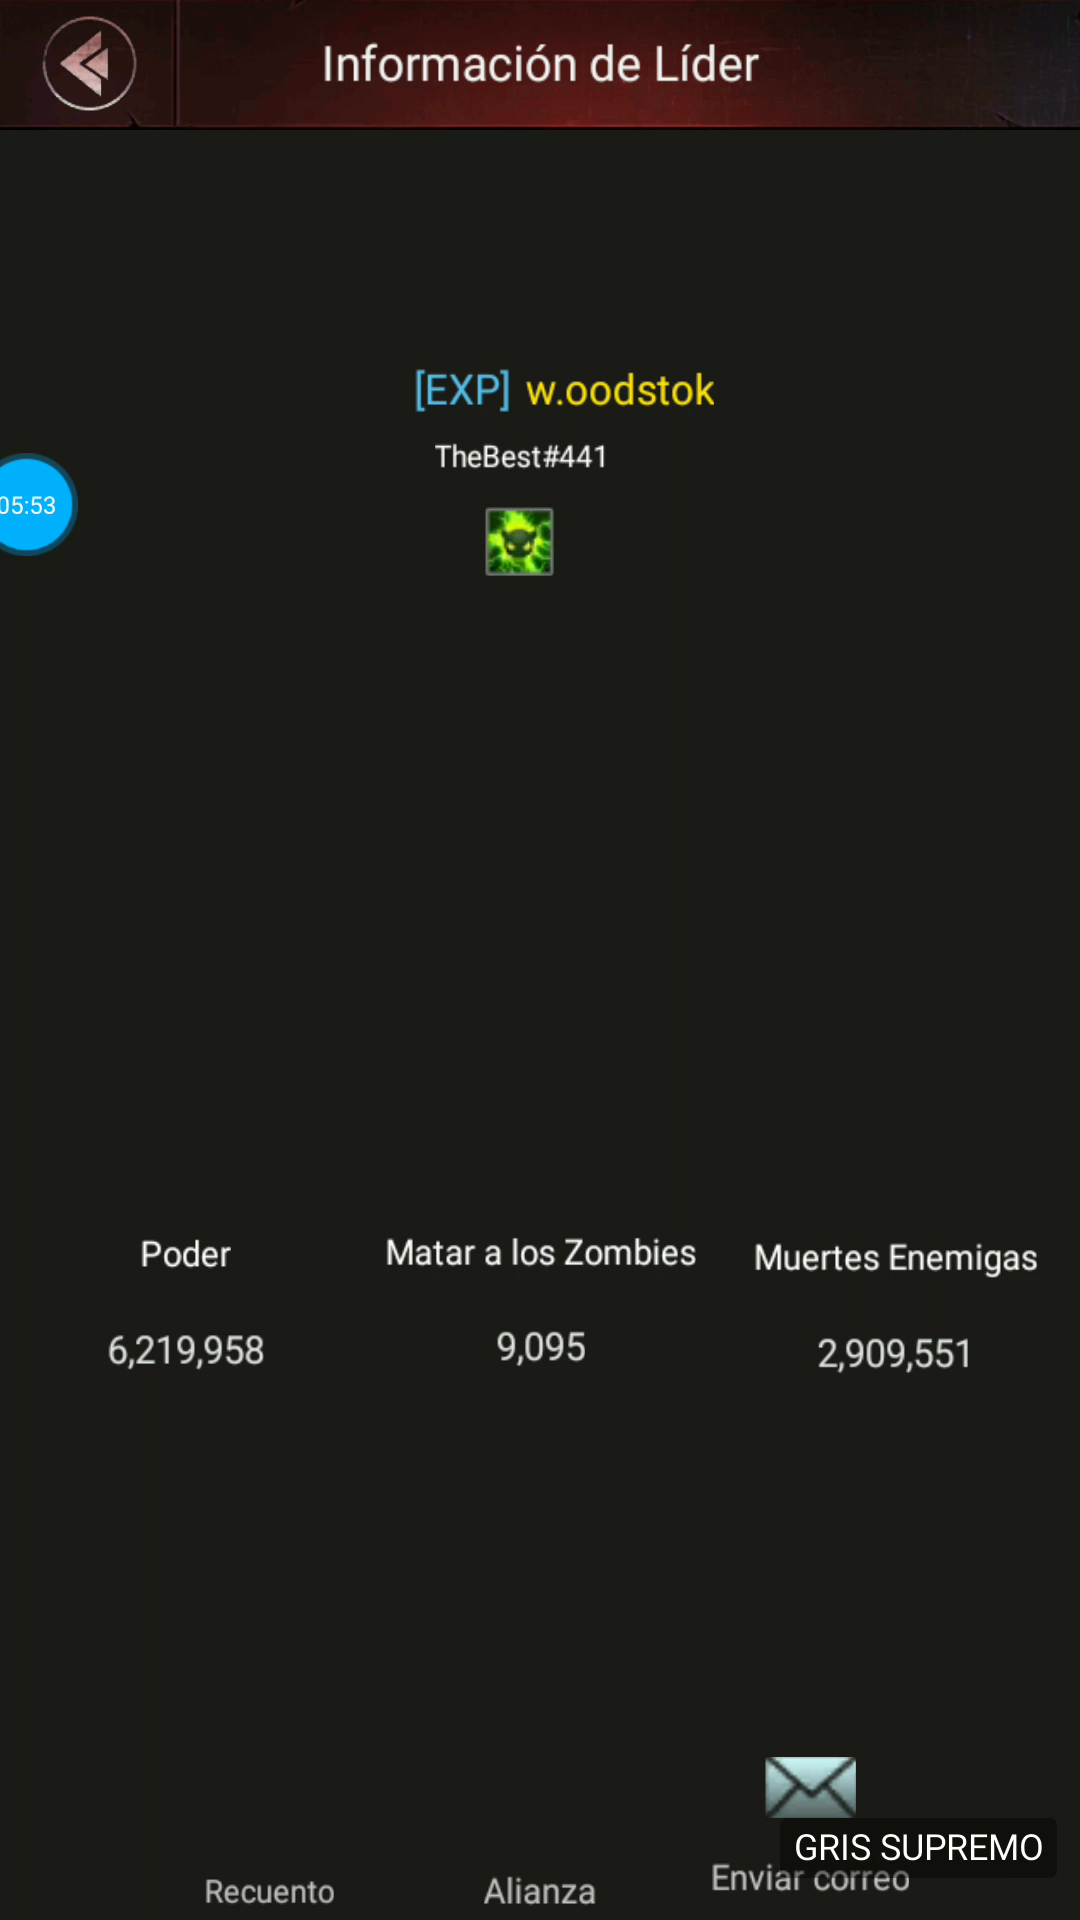 Información de Líder
[EXP] w.oodstok
TheBest#441
05:53
Poder
Matar a los Zombies
Muertes Enemigas
6,219,958
9,095
2,909,551
GRIS SUPREMO
Recuento
Alianza
Enviar correo